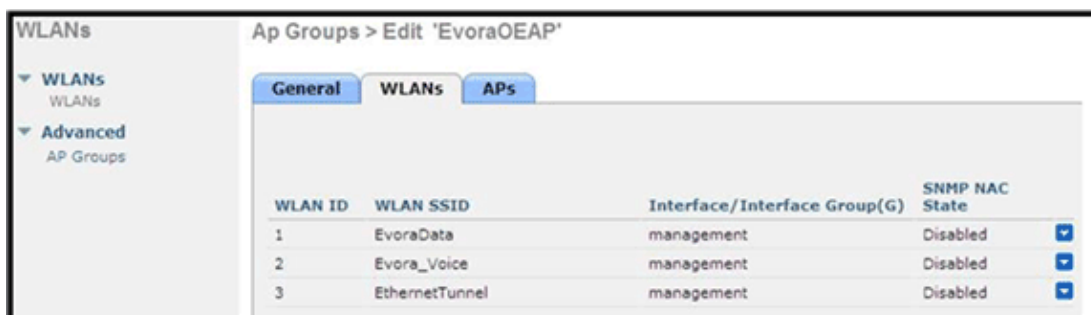 WLANs
WLANs
WLANs
Advanced
AP Groups
Ap Groups > Edit 'EvoraOEAP'
General WLANs APs
WLAN ID WLAN SSID Interface/Interface Group(G) SNMP NAC State
1 EvoraData management Disabled
2 Evora_Voice management Disabled
3 EthernetTunnel management Disabled